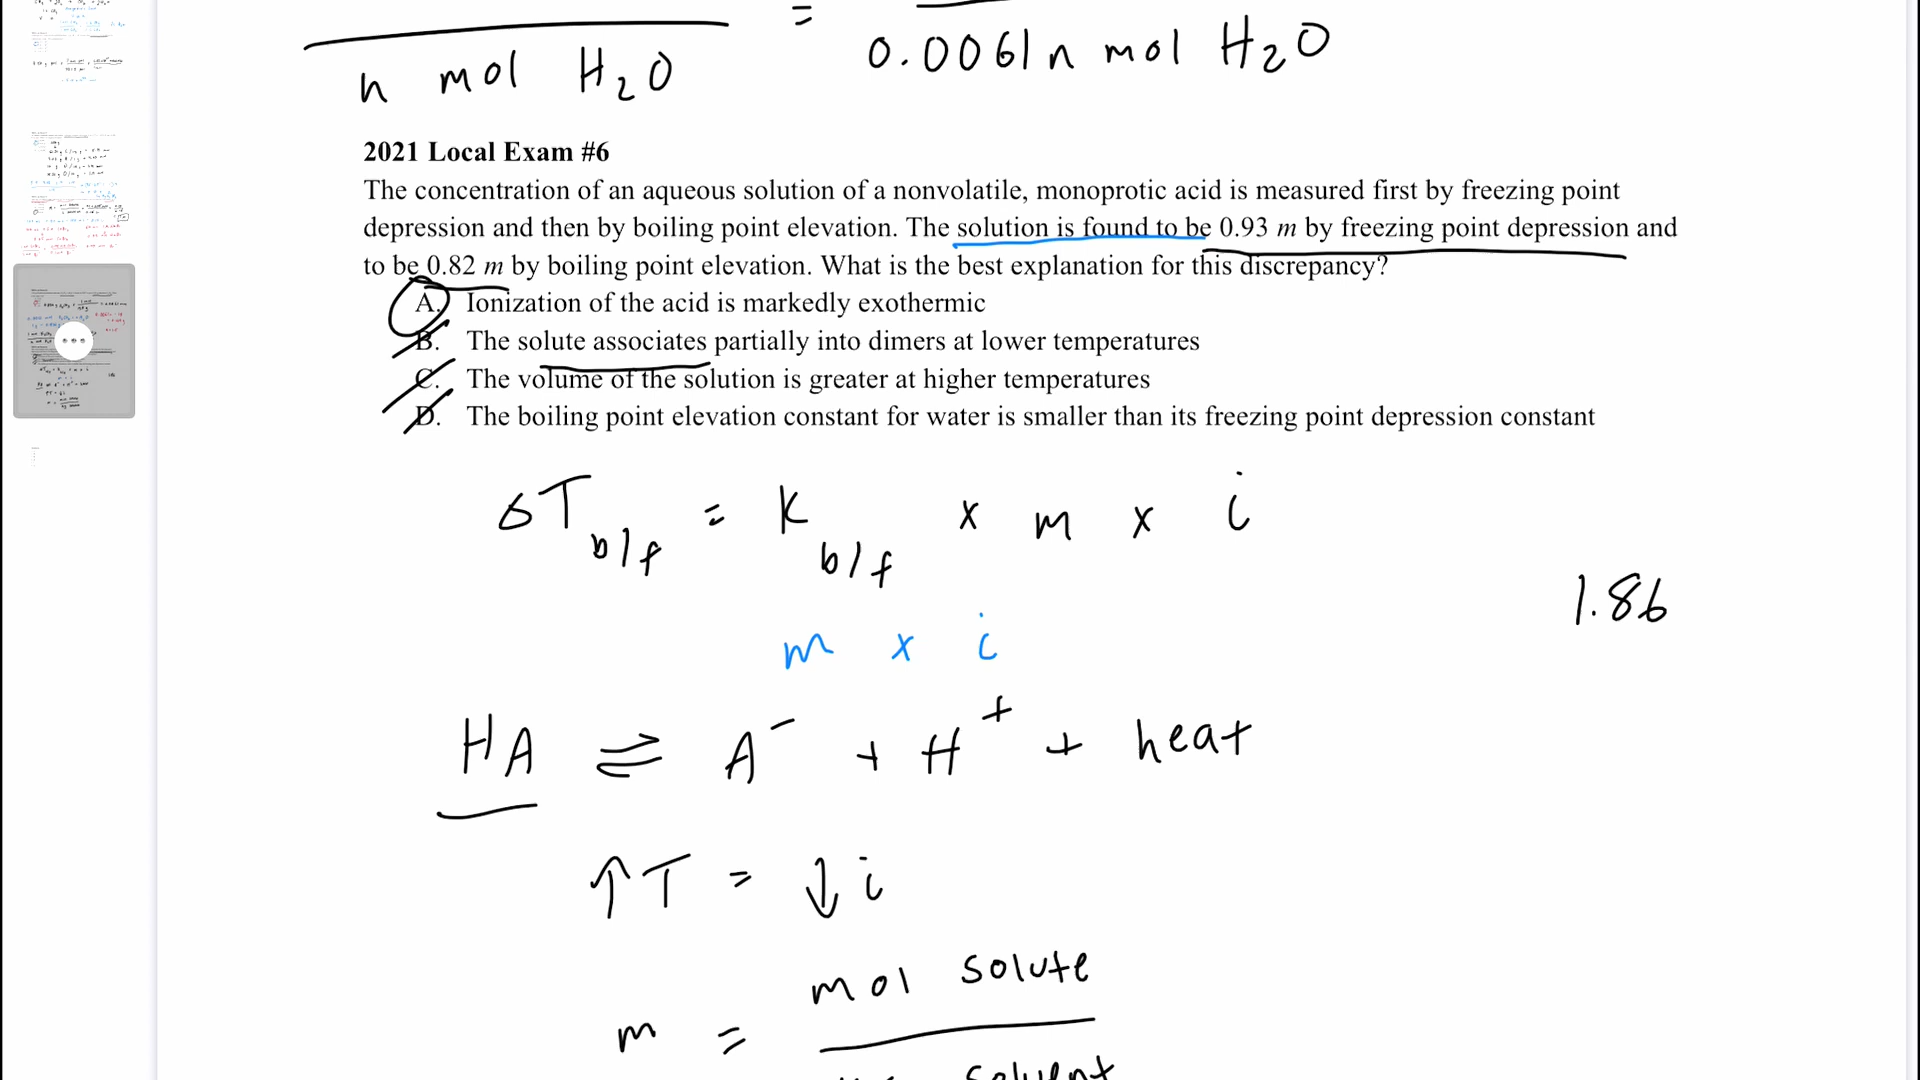 =
n mol H₂O
0.0061n mol H₂O
2021 Local Exam #6
The concentration of an aqueous solution of a nonvolatile, monoprotic acid is measured first by freezing point
depression and then by boiling point elevation. The solution is found to be 0.93 m by freezing point depression and
to be 0.82 m by boiling point elevation. What is the best explanation for this discrepancy?
A. Ionization of the acid is markedly exothermic
B. The solute associates partially into dimers at lower temperatures
C. The volume of the solution is greater at higher temperatures
D. The boiling point elevation constant for water is smaller than its freezing point depression constant
ΔT b/f = K b/f x m x i
1.86
m x i
HA ⇌ A⁻ + H⁺ + heat
↑T = ↓i
mol solute
m =
solvent